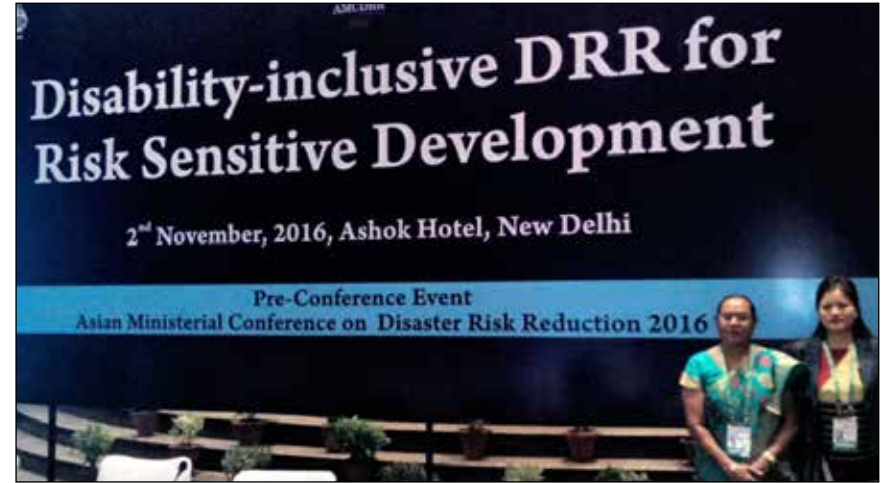 AMCDRR
Disability-inclusive DRR for
Risk Sensitive Development
2nd November, 2016, Ashok Hotel, New Delhi
Pre-Conference Event
Asian Ministerial Conference on Disaster Risk Reduction 2016